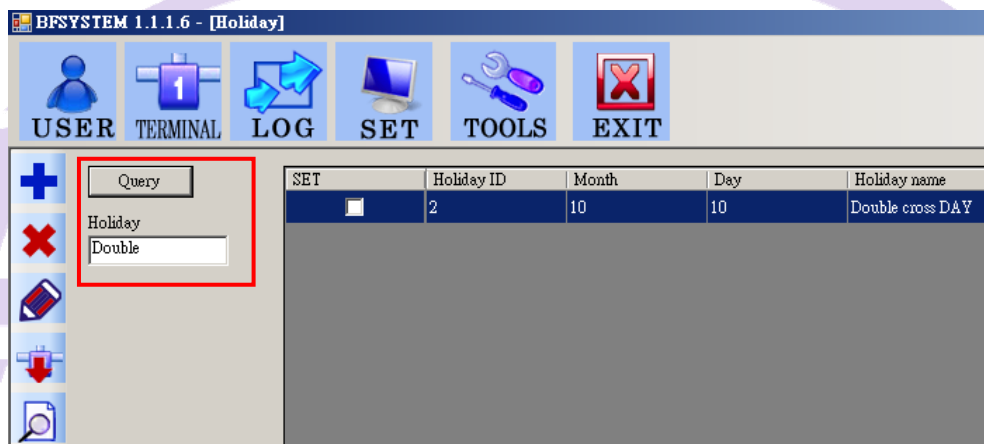 BFSYSTEM 1.1.1.6 - [Holiday]
1
USER TERMINAL LOG SET TOOLS EXIT
Query
Holiday
Double
SET Holiday ID Month Day Holiday name
2 10 10 Double cross DAY